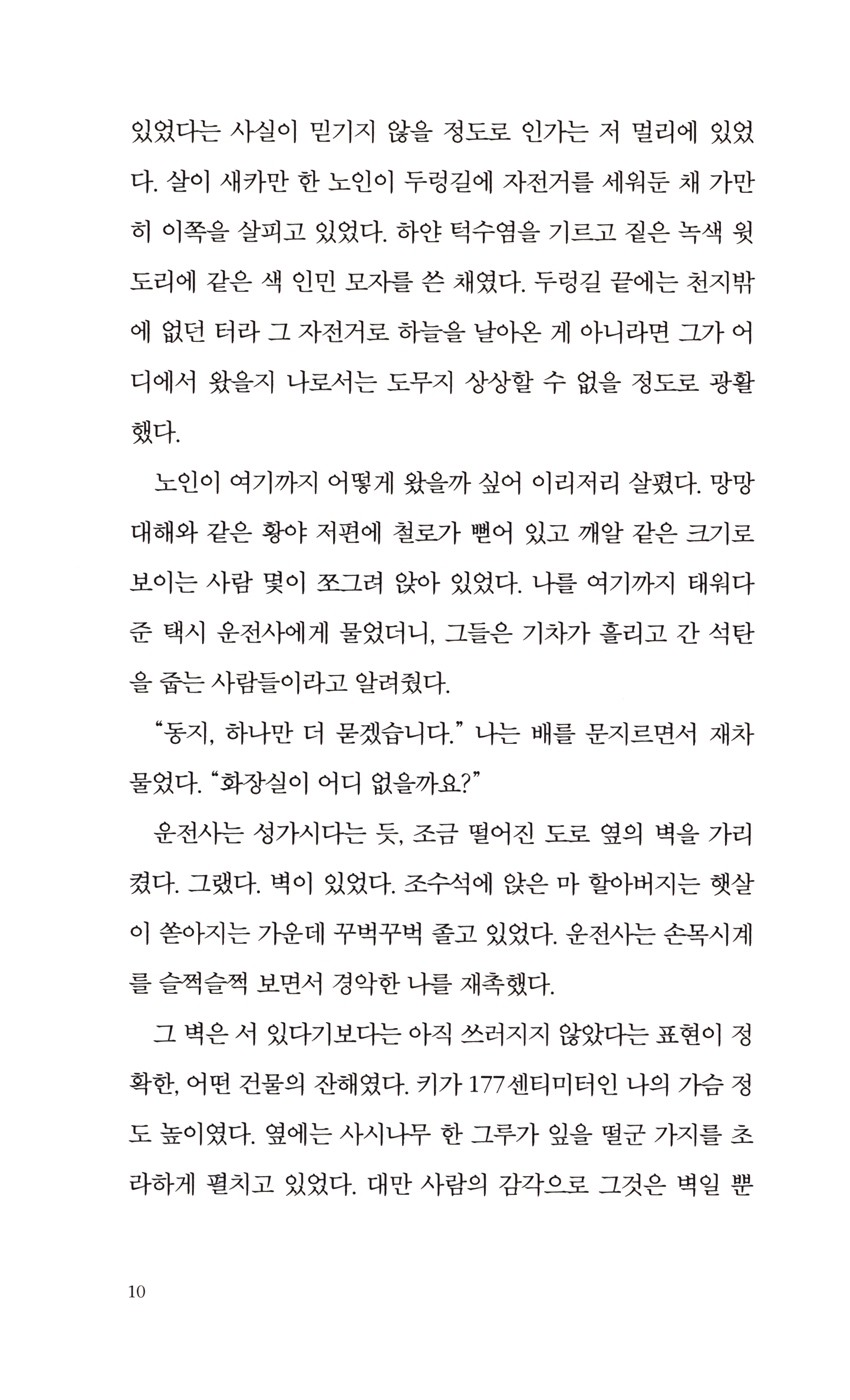 있었다는 사실이 믿기지 않을 정도로 인가는 저 멀리에 있었
다. 살이 새카만 한 노인이 두렁길에 자전거를 세워둔 채 가만
히 이쪽을 살피고 있었다. 하얀 턱수염을 기르고 짙은 녹색 윗
도리에 같은 색 인민 모자를 쓴 채였다. 두렁길 끝에는 천지밖
에 없던 터라 그 자전거로 하늘을 날아온 게 아니라면 그가 어
디에서 왔을지 나로서는 도무지 상상할 수 없을 정도로 광활
했다.
노인이 여기까지 어떻게 왔을까 싶어 이리저리 살폈다. 망망
대해와 같은 황야 저편에 철로가 뻗어 있고 깨알 같은 크기로
보이는 사람 몇이 쪼그려 앉아 있었다. 나를 여기까지 태워다
준 택시 운전사에게 물었더니, 그들은 기차가 흘리고 간 석탄
을 줍는 사람들이라고 알려줬다.
“동지, 하나만 더 묻겠습니다.” 나는 배를 문지르면서 재차
물었다. “화장실이 어디 없을까요?”
운전사는 성가시다는 듯, 조금 떨어진 도로 옆의 벽을 가리
켰다. 그랬다. 벽이 있었다. 조수석에 앉은 마 할아버지는 햇살
이 쏟아지는 가운데 꾸벅꾸벅 졸고 있었다. 운전사는 손목시계
를 슬쩍슬쩍 보면서 경악한 나를 재촉했다.
그 벽은 서 있다기보다는 아직 쓰러지지 않았다는 표현이 정
확한, 어떤 건물의 잔해였다. 키가 177센티미터인 나의 가슴 정
도 높이였다. 옆에는 사시나무 한 그루가 잎을 떨군 가지를 초
라하게 펼치고 있었다. 대만 사람의 감각으로 그것은 벽일 뿐
10